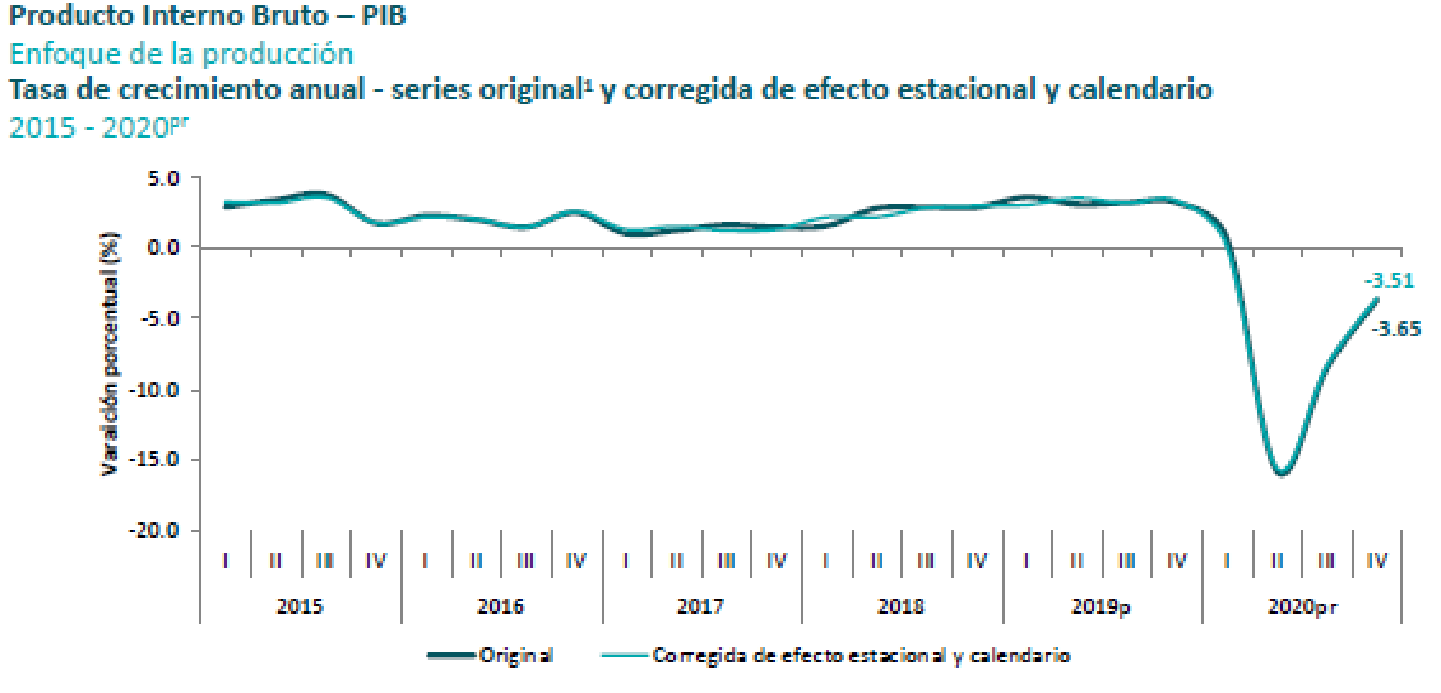 Producto Interno Bruto – PIB
Enfoque de la producción
Tasa de crecimiento anual - series original¹ y corregida de efecto estacional y calendario
2015 - 2020ᵖʳ
5.0
0.0
-5.0
-10.0
-15.0
-20.0
Varaición porcentual (%)
-3.51
-3.65
I II III IV I II III IV I II III IV I II III IV I II III IV I II III IV
2015 2016 2017 2018 2019p 2020pr
Original Corregida de efecto estacional y calendario